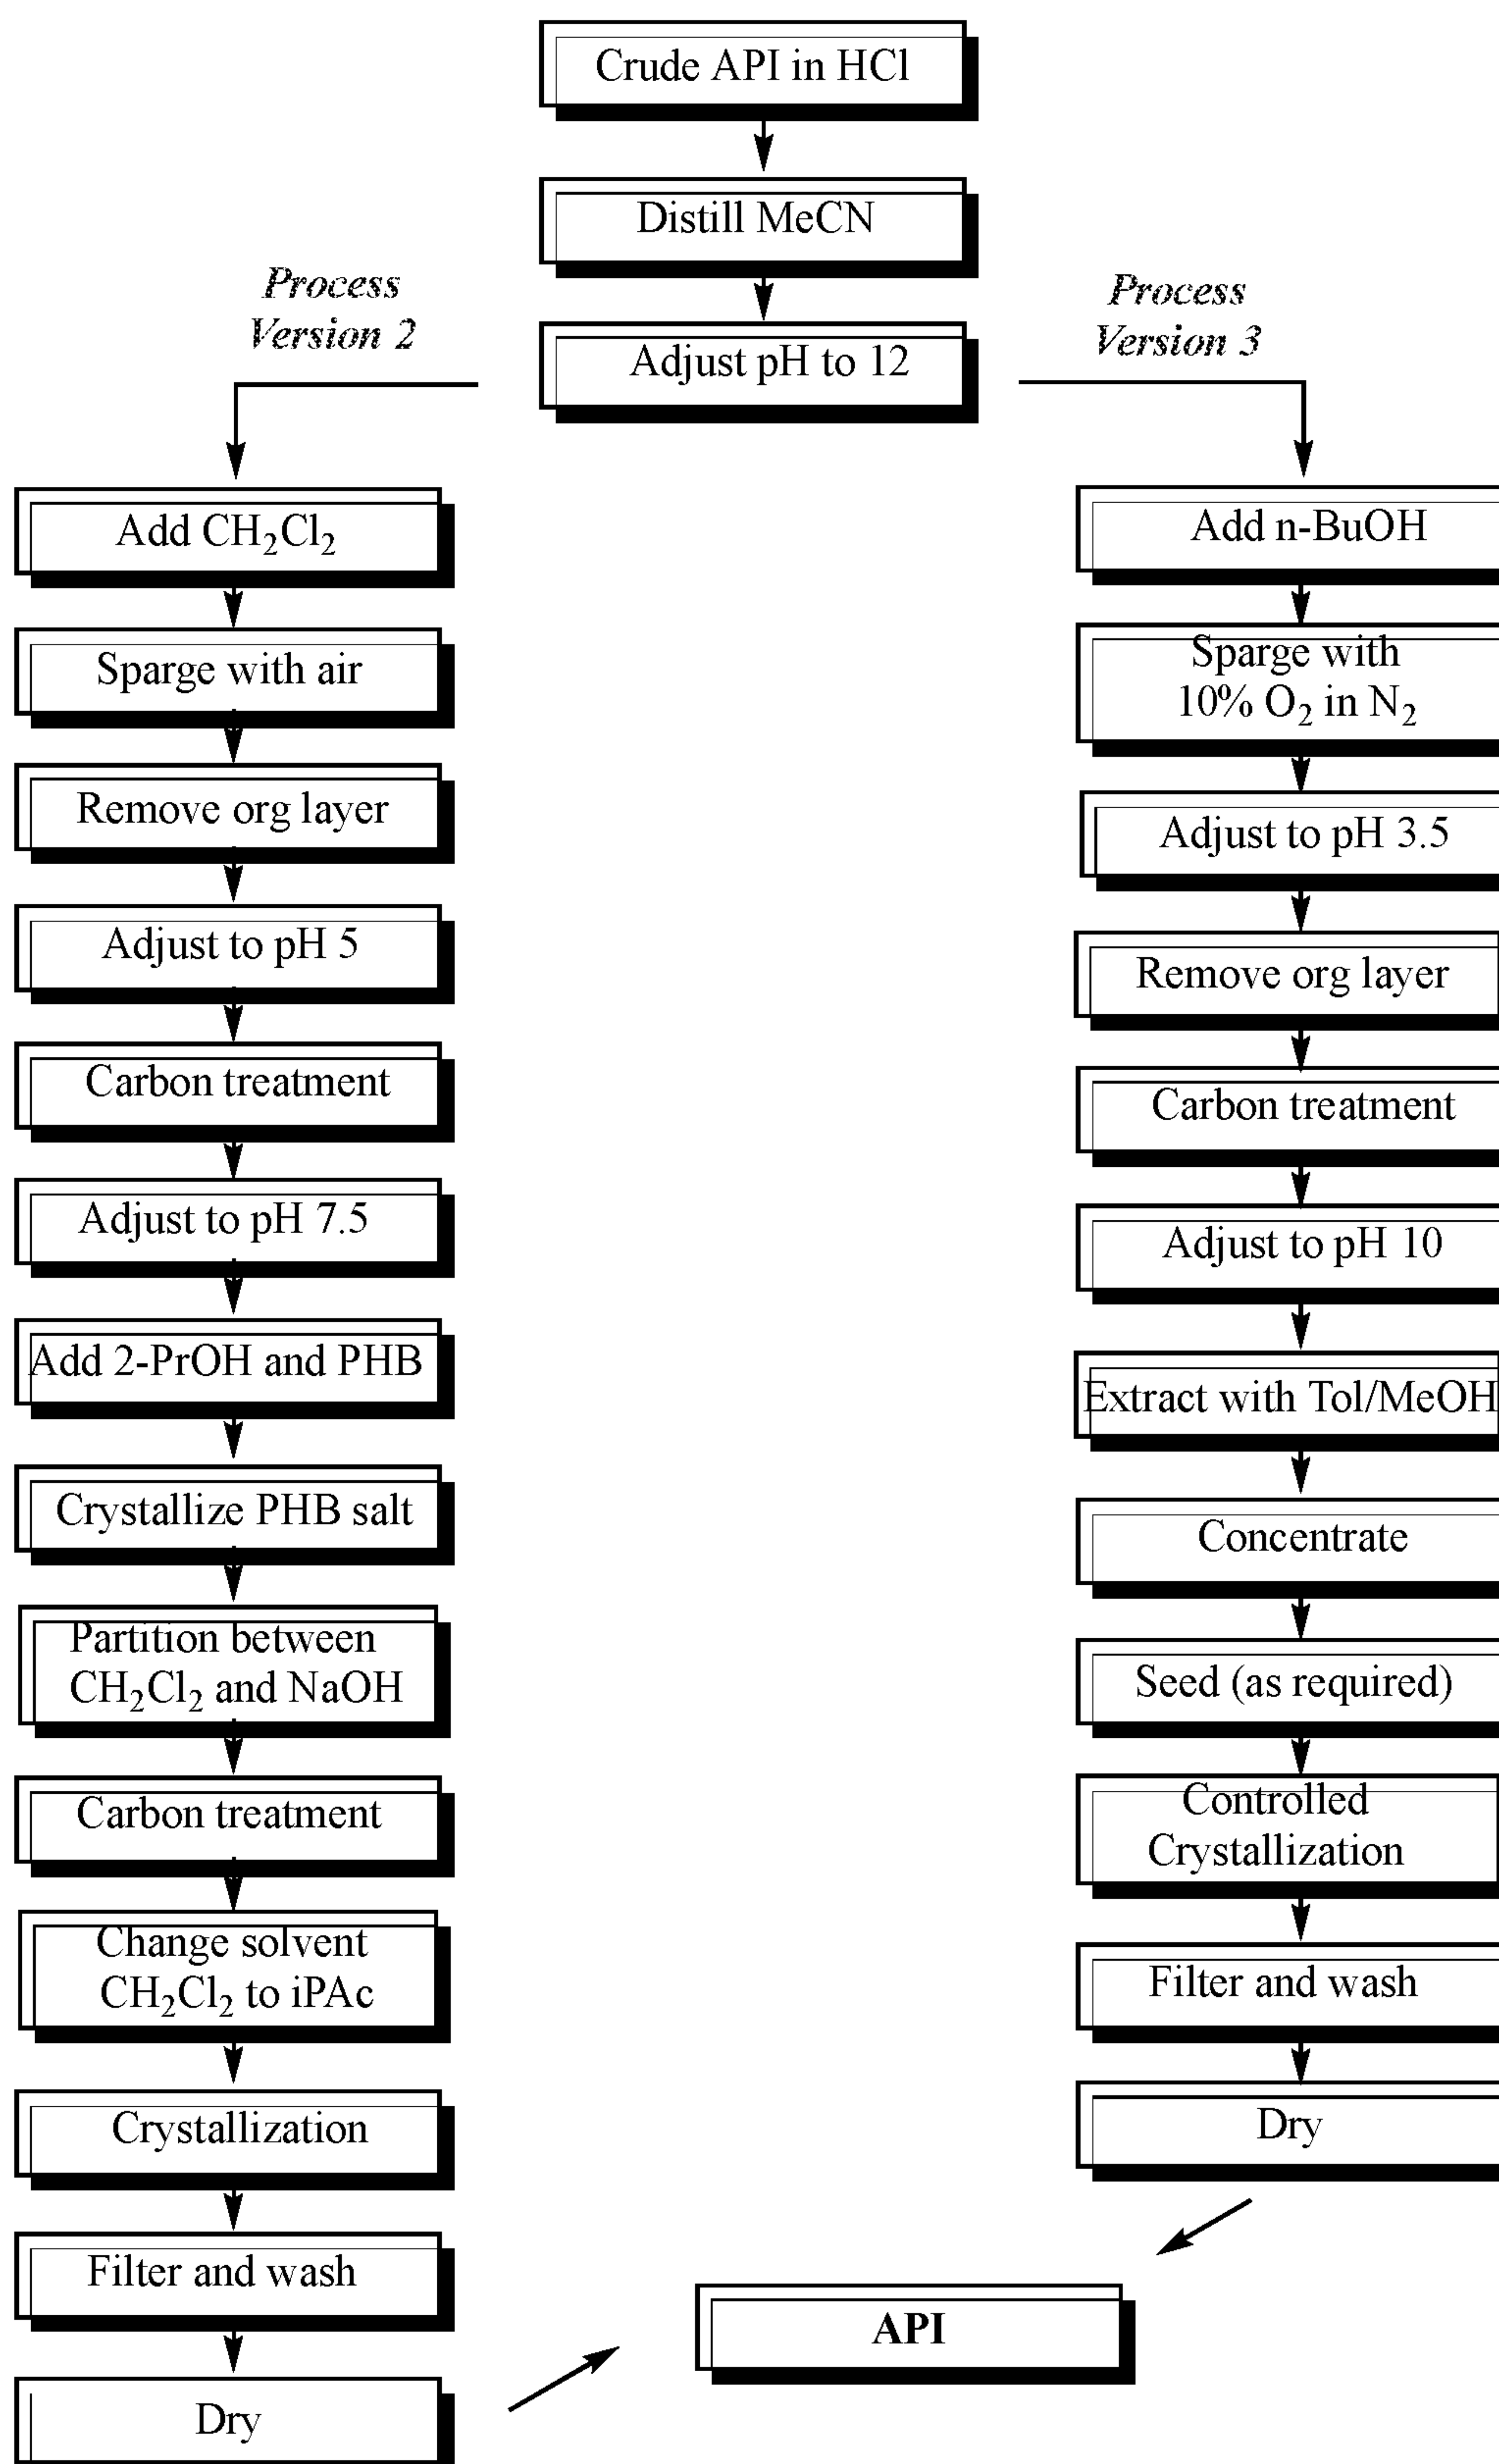 Crude API in HCl
Distill MeCN
Adjust pH to 12
Process
Version 2
Add CH₂Cl₂
Sparge with air
Remove org layer
Adjust to pH 5
Carbon treatment
Adjust to pH 7.5
Add 2-PrOH and PHB
Crystallize PHB salt
Partition between
CH₂Cl₂ and NaOH
Carbon treatment
Change solvent
CH₂Cl₂ to iPAc
Crystallization
Filter and wash
Dry
Process
Version 3
Add n-BuOH
Sparge with
10% O₂ in N₂
Adjust to pH 3.5
Remove org layer
Carbon treatment
Adjust to pH 10
Extract with Tol/MeOH
Concentrate
Seed (as required)
Controlled
Crystallization
Filter and wash
Dry
API